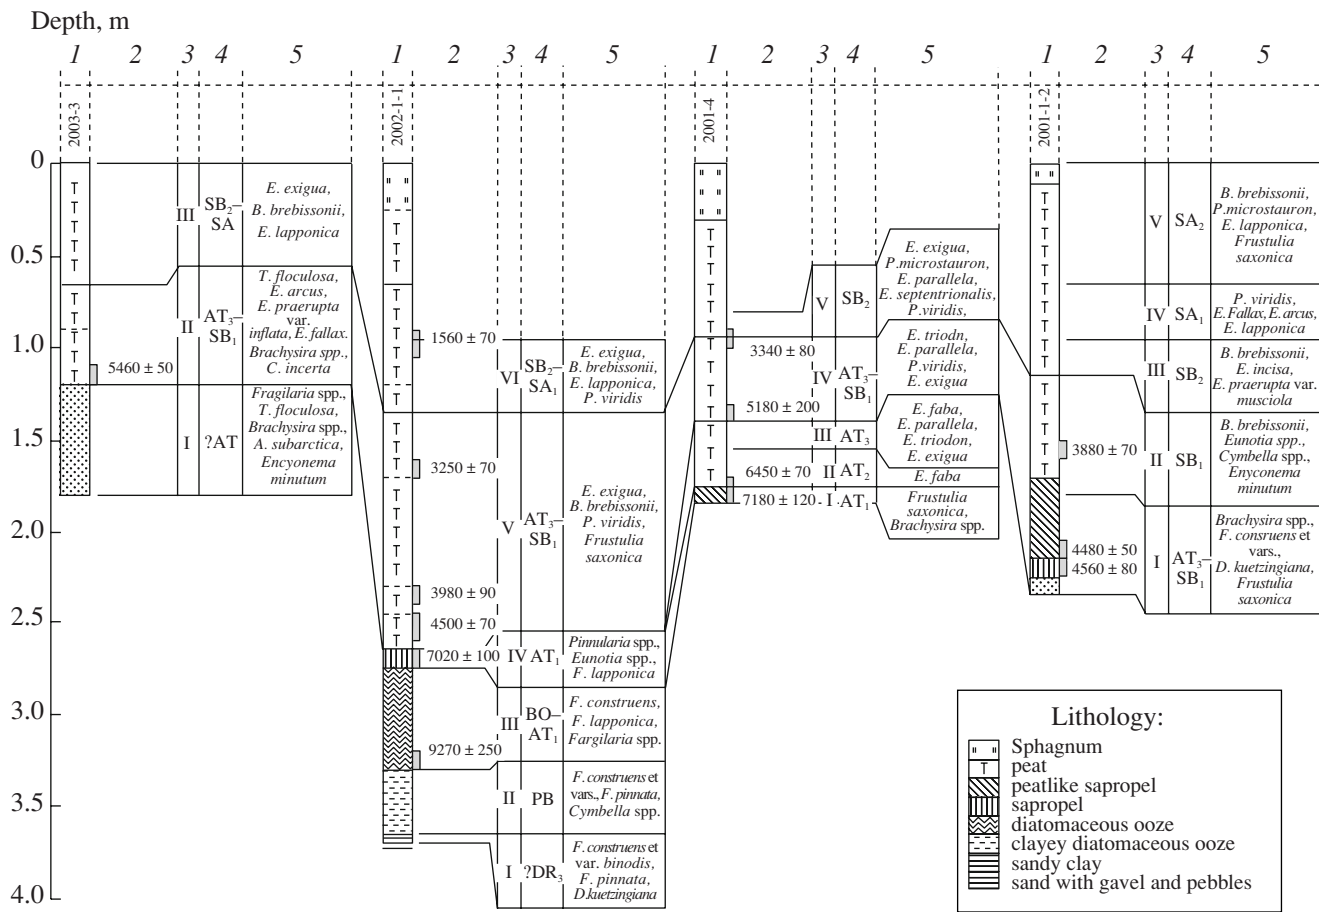 Depth, m
1 2 3 4 5 1 2 3 4 5 1 2 3 4 5 1 2 3 4 5
2003-3
2002-1-1
2001-4
2001-1-2
0
0.5
1.0
1.5
2.0
2.5
3.0
3.5
4.0
5460 ± 50
III
SB₂–
SA
E. exigua,
B. brebissonii,
E. lapponica
II
AT₃–
SB₁
T. floculosa,
E. arcus,
E. praerupta
var.
inflata, E. fallax.
Brachysira spp.,
C. incerta
I
?AT
Fragilaria spp.,
T. floculosa,
Brachysira spp.,
A. subarctica,
Encyonema
minutum
1560 ± 70
3250 ± 70
3980 ± 90
4500 ± 70
7020 ± 100
9270 ± 250
VI
SB₂–
SA₁
E. exigua,
B. brebissonii,
E. lapponica,
P. viridis
V
AT₃–
SB₁
E. exigua,
B. brebissonii,
P. viridis,
Frustulia
saxonica
IV
AT₁
Pinnularia spp.,
Eunotia spp.,
F. lapponica
III
BO–
AT₁
F. construens,
F. lapponica,
Fargilaria spp.
II
PB
F. construens et
vars., F. pinnata,
Cymbella spp.
I
?DR₃
F. construens et
var. binodis,
F. pinnata,
D.kuetzingiana
3340 ± 80
5180 ± 200
6450 ± 70
7180 ± 120
V
SB₂
E. exigua,
P.microstauron,
E. parallela,
E. septentrionalis,
P.viridis,
IV
AT₃–
SB₁
E. triodn,
E. parallela,
P.viridis,
E. exigua
III
AT₃
E. faba,
E. parallela,
E. triodon,
E. exigua
II
AT₂
E. faba
I
AT₁
Frustulia
saxonica,
Brachysira spp.
3880 ± 70
4480 ± 50
4560 ± 80
V
SA₂
B. brebissonii,
P.microstauron,
E. lapponica,
Frustulia
saxonica
IV
SA₁
P. viridis,
E.Fallax, E.arcus,
E. lapponica
III
SB₂
B. brebissonii,
E. incisa,
E. praerupta var.
musciola
II
SB₁
B. brebissonii,
Eunotia spp.,
Cymbella spp.,
Enyconema
minutum
I
AT₃–
SB₁
Brachysira spp.,
F. consruens et
vars.,
D. kuetzingiana,
Frustulia
saxonica
Lithology:
Sphagnum
peat
peatlike sapropel
sapropel
diatomaceous ooze
clayey diatomaceous ooze
sandy clay
sand with gavel and pebbles